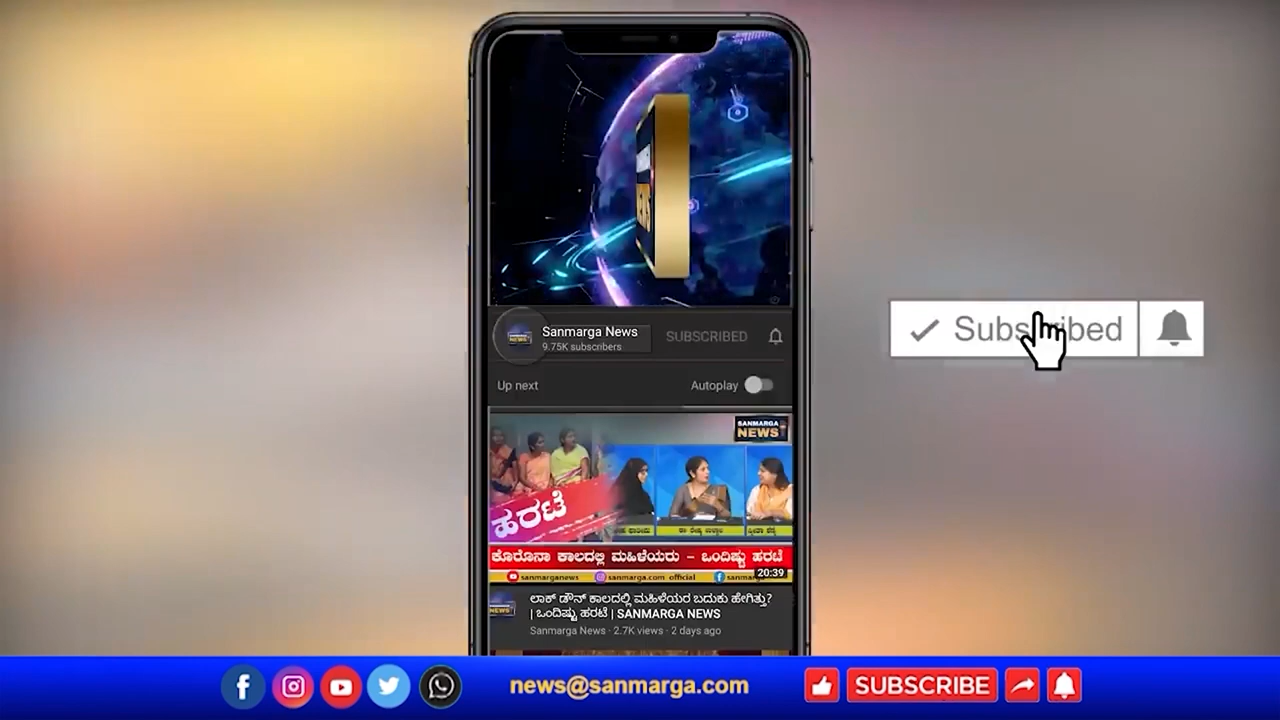 NEWS
Sanmarga News
9.75K subscribers
SUBSCRIBED
Subscribed
Up next
Autoplay
SANMARGA
NEWS
ಹರಟೆ
ಕೊರೊನಾ ಕಾಲದಲ್ಲಿ ಮಹಿಳೆಯರು - ಒಂದಿಷ್ಟು ಹರಟೆ
20:39
sanmarganews
sanmarga.com_official
sanmarg
ಲಾಕ್ ಡೌನ್ ಕಾಲದಲ್ಲಿ ಮಹಿಳೆಯರ ಬದುಕು ಹೇಗಿತ್ತು?
| ಒಂದಿಷ್ಟು ಹರಟೆ | SANMARGA NEWS
Sanmarga News · 2.7K views · 2 days ago
news@sanmarga.com
SUBSCRIBE